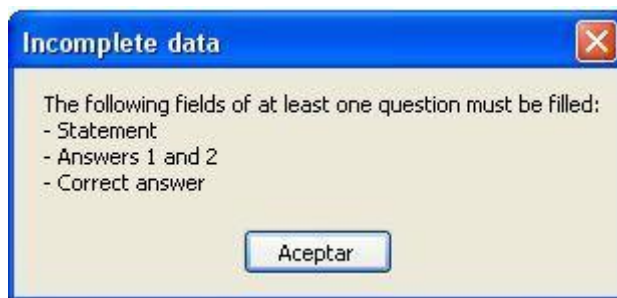 Incomplete data
The following fields of at least one question must be filled:
- Statement
- Answers 1 and 2
- Correct answer
Aceptar